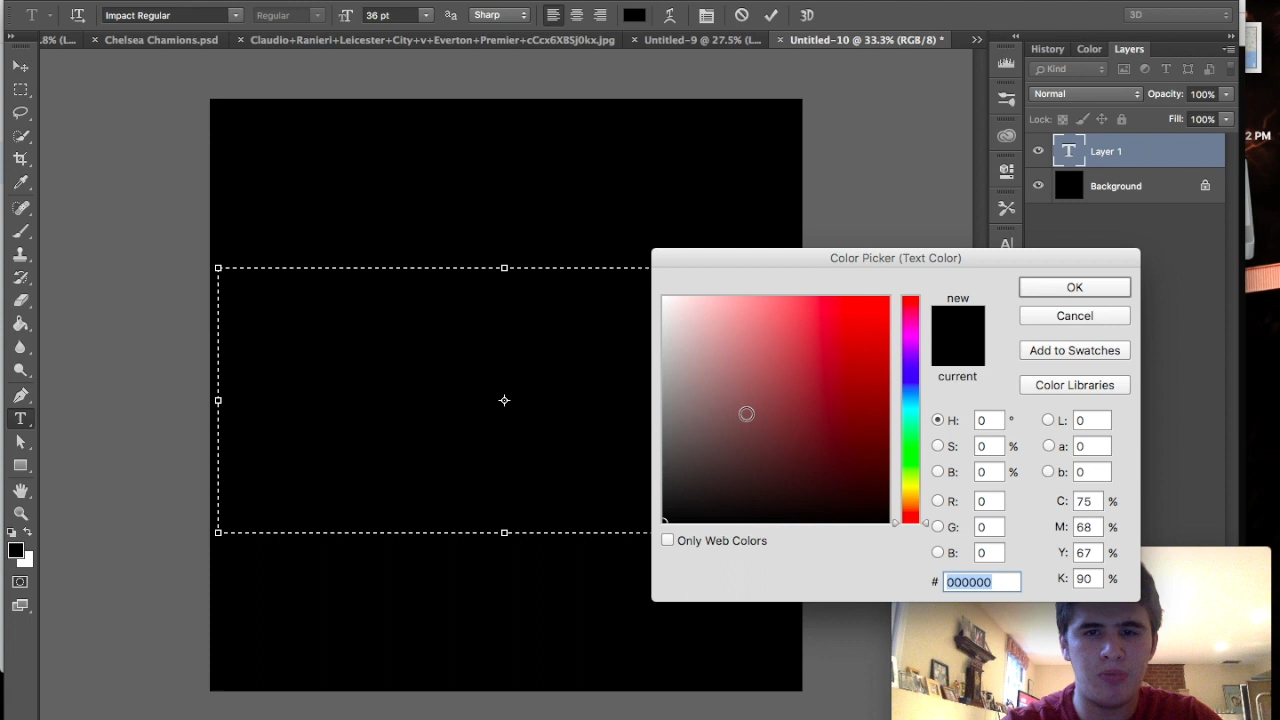 T Impact Regular Regular 36 pt Sharp 3D 3D
.8% (L... × Chelsea Chamions.psd × Claudio+Ranieri+Leicester+City+v+Everton+Premier+cCcx6XBSj0kx.jpg × Untitled-9 @ 27.5% (L... × Untitled-10 @ 33.3% (RGB/8) *
History Color Layers
Kind
Normal Opacity: 100%
Lock: Fill: 100%
2 PM
T Layer 1
Background
A
Color Picker (Text Color)
new
current
OK
Cancel
Add to Swatches
Color Libraries
H: 0 ° L: 0
S: 0 % a: 0
B: 0 % b: 0
R: 0 C: 75 %
G: 0 M: 68 %
B: 0 Y: 67 %
# 000000 K: 90 %
Only Web Colors